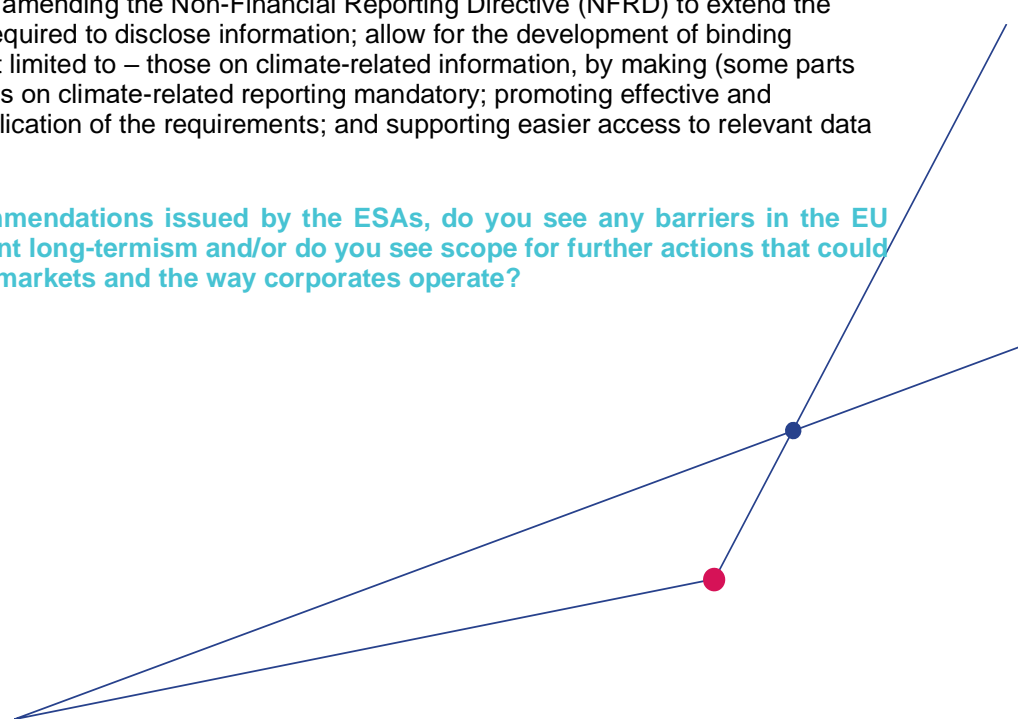 amending the Non-Financial Reporting Directive (NFRD) to extend the
required to disclose information; allow for the development of binding
limited to – those on climate-related information, by making (some parts
on climate-related reporting mandatory; promoting effective and
of the requirements; and supporting easier access to relevant data
issued by the ESAs, do you see any barriers in the EU
long-termism and/or do you see scope for further actions that could
markets and the way corporates operate?